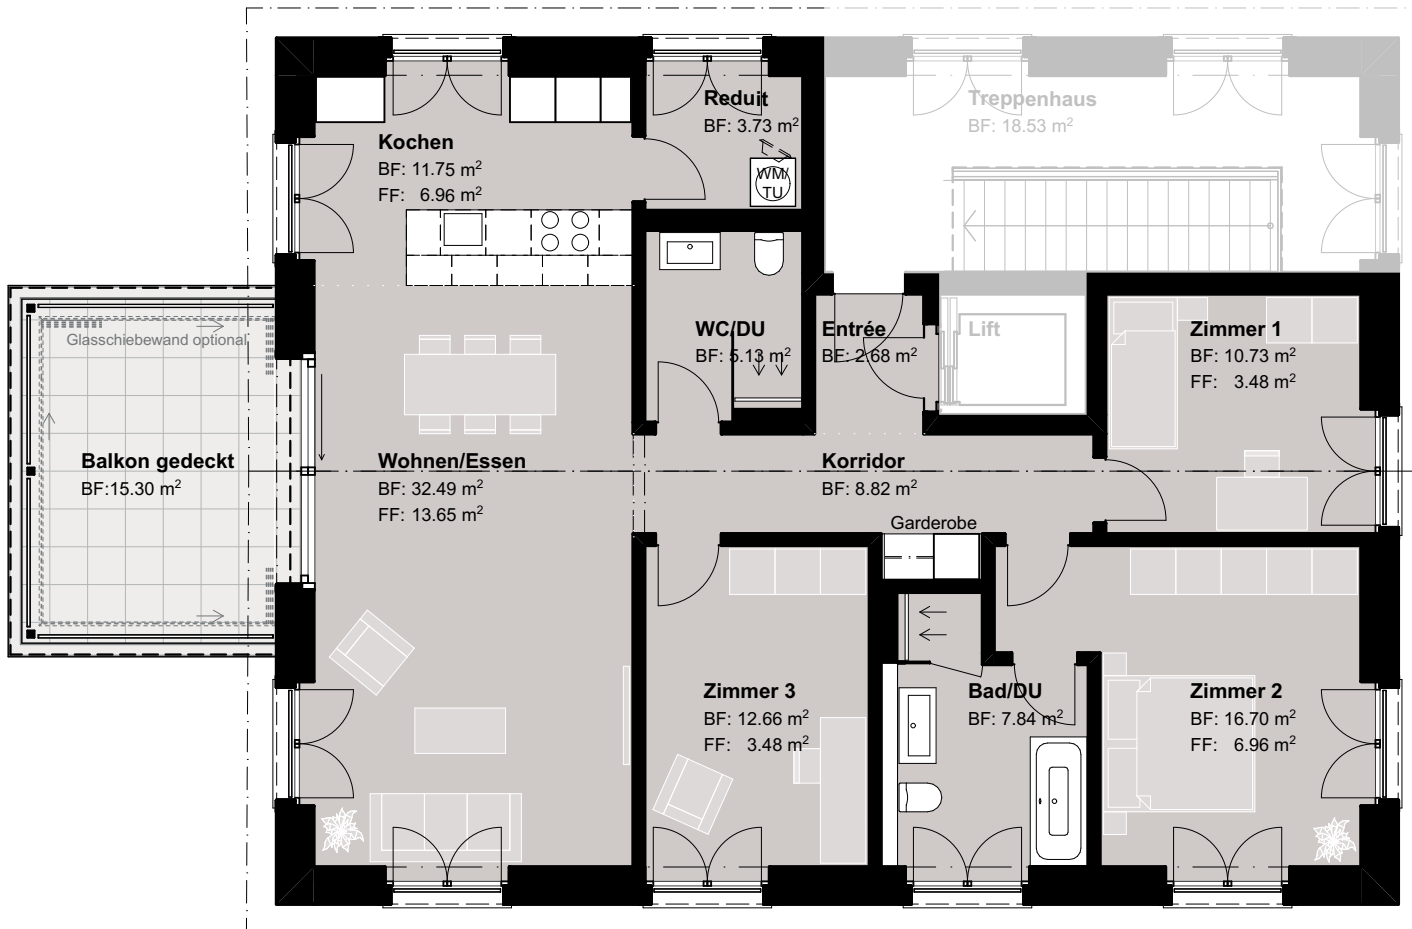 Reduit
BF: 3.73 m²
WM/
TU
Treppenhaus
BF: 18.53 m²
Kochen
BF: 11.75 m²
FF: 6.96 m²
Glasschiebewand optional
WC/DU
BF: 5.13 m²
Entrée
BF: 2.68 m²
Lift
Zimmer 1
BF: 10.73 m²
FF: 3.48 m²
Balkon gedeckt
BF:15.30 m²
Wohnen/Essen
BF: 32.49 m²
FF: 13.65 m²
Korridor
BF: 8.82 m²
Garderobe
Zimmer 3
BF: 12.66 m²
FF: 3.48 m²
Bad/DU
BF: 7.84 m²
Zimmer 2
BF: 16.70 m²
FF: 6.96 m²